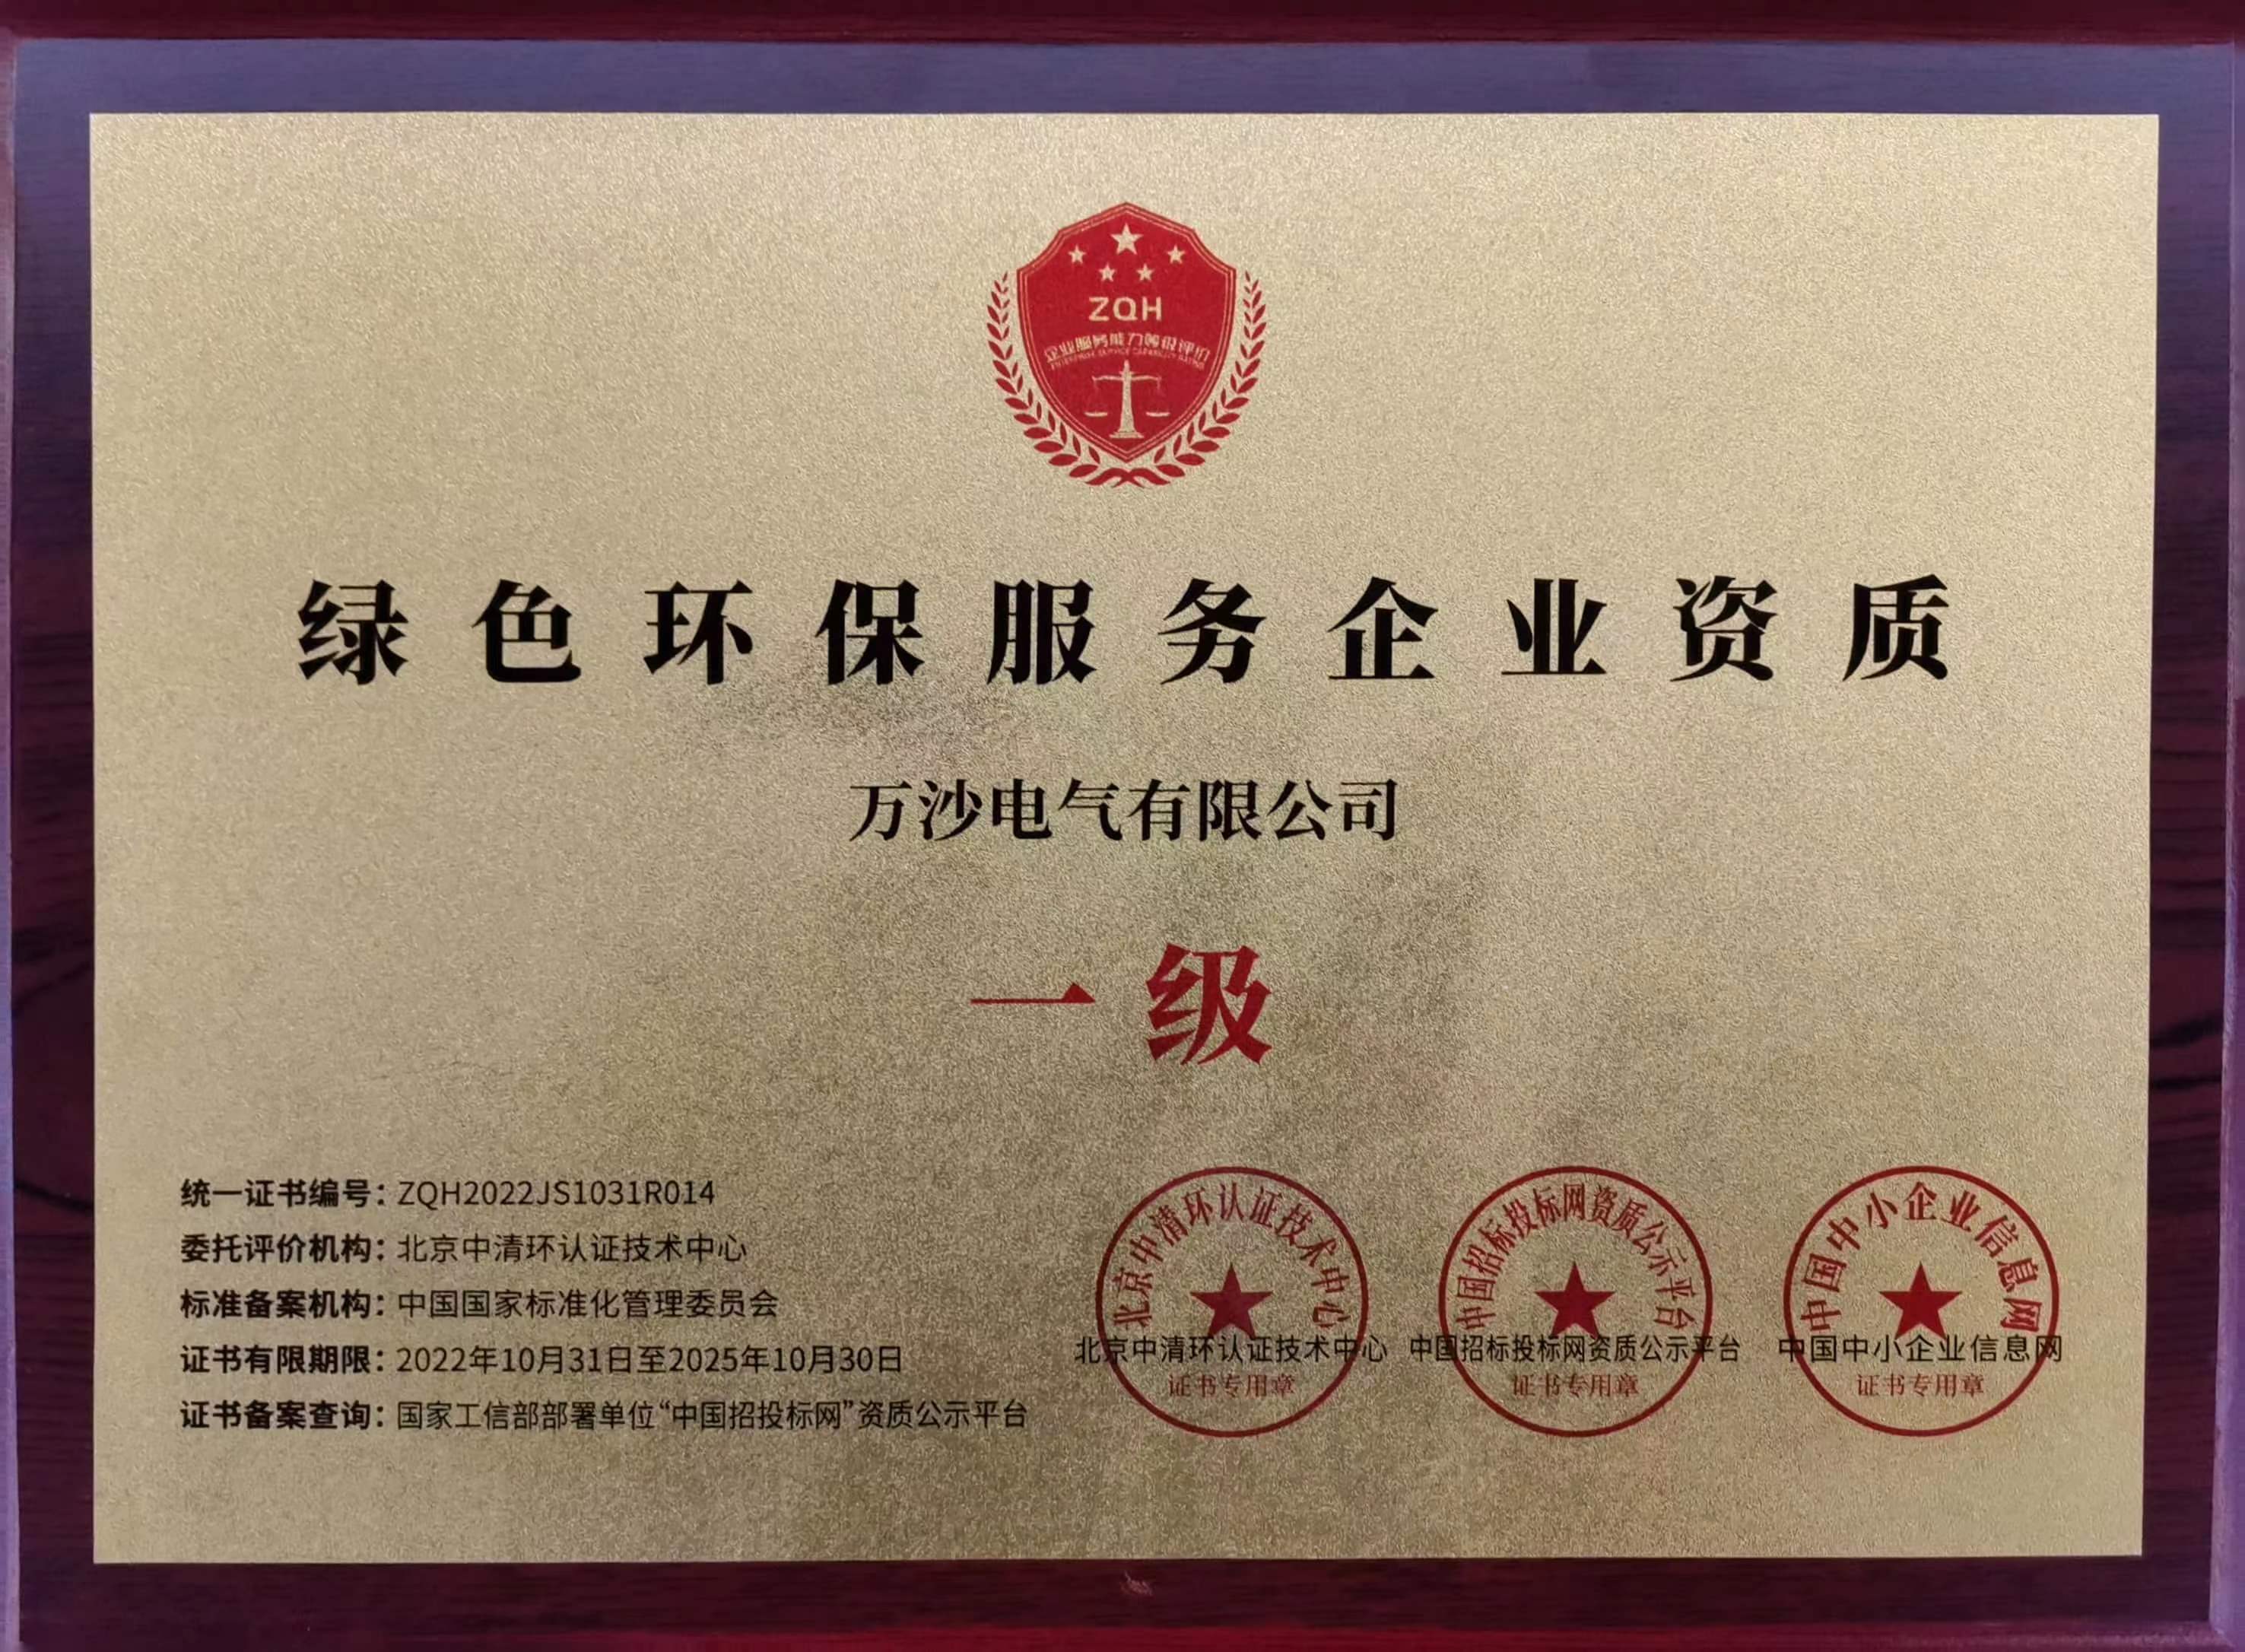 ZQH
企业服务能力等级评价
ENTERPRISE SERVICE CAPABILITY RATING
绿色环保服务企业资质
万沙电气有限公司
一级
统一证书编号：ZQH2022JS1031R014
委托评价机构：北京中清环认证技术中心
标准备案机构：中国国家标准化管理委员会
证书有限期限：2022年10月31日至2025年10月30日
证书备案查询：国家工信部部署单位“中国招投标网”资质公示平台
北京中清环认证技术中心
北京中清环认证技术中心
证书专用章
中国招标投标网资质公示平台
中国招标投标网资质公示平台
证书专用章
中国中小企业信息网
中国中小企业信息网
证书专用章